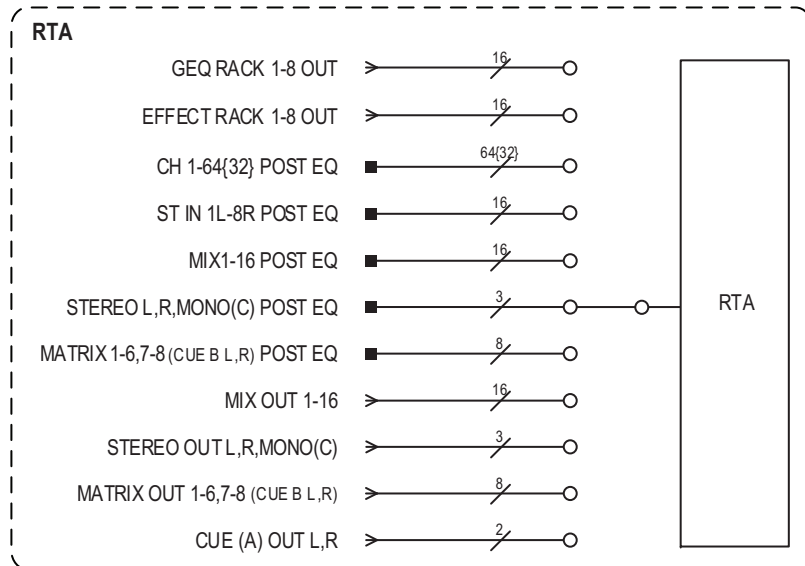 RTA
GEQ RACK 1-8 OUT 16
EFFECT RACK 1-8 OUT 16
CH 1-64{32} POST EQ 64{32}
ST IN 1L-8R POST EQ 16
MIX1-16 POST EQ 16
STEREO L,R,MONO(C) POST EQ 3 RTA
MATRIX 1-6,7-8 (CUE B L,R) POST EQ 8
MIX OUT 1-16 16
STEREO OUT L,R,MONO(C) 3
MATRIX OUT 1-6,7-8 (CUE B L,R) 8
CUE (A) OUT L,R 2